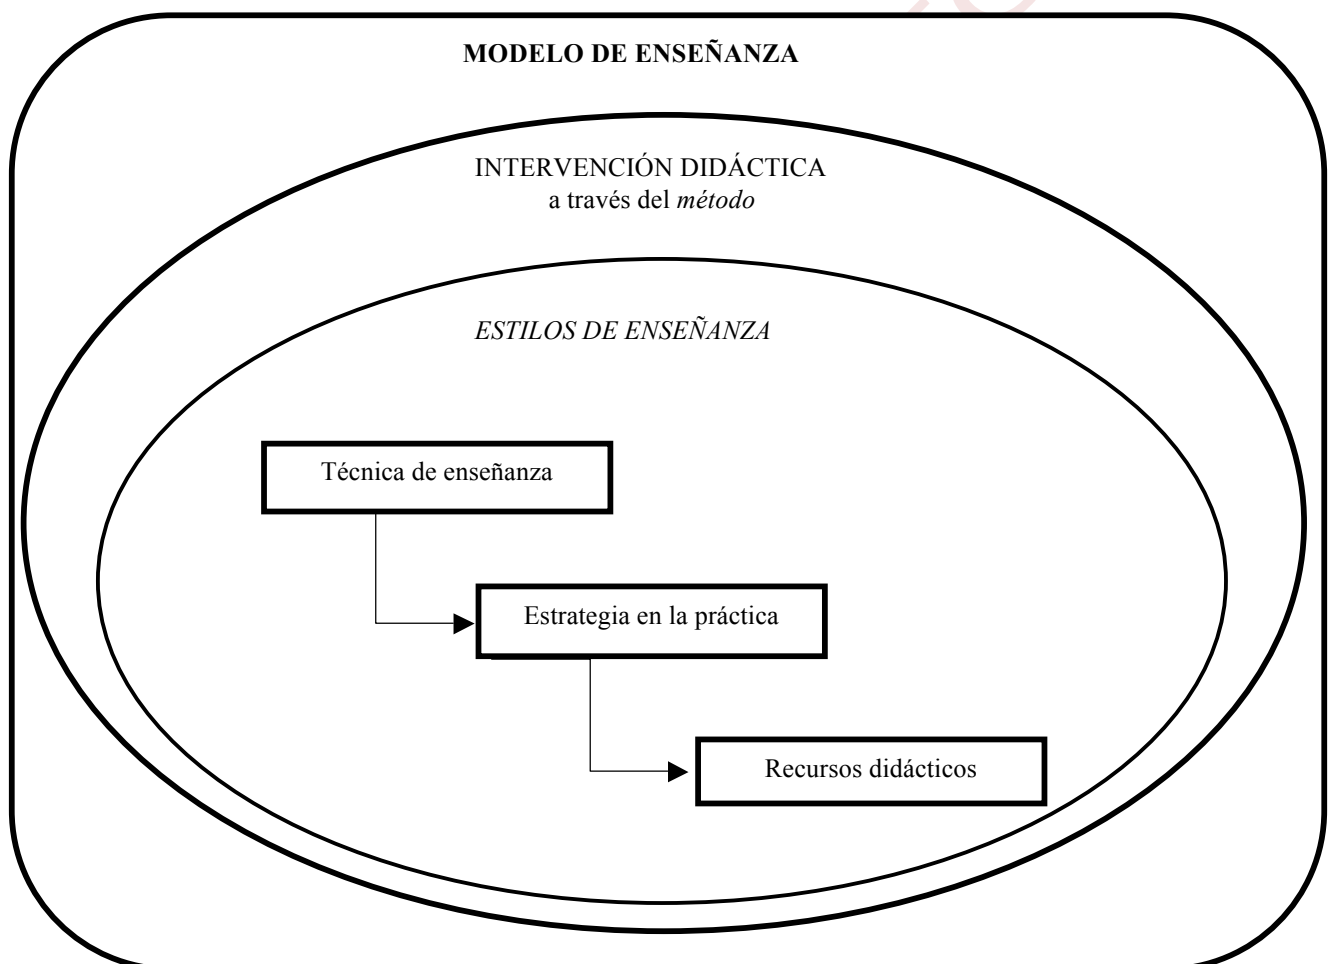 MODELO DE ENSEÑANZA
INTERVENCIÓN DIDÁCTICA
a través del método
ESTILOS DE ENSEÑANZA
Técnica de enseñanza
Estrategia en la práctica
Recursos didácticos